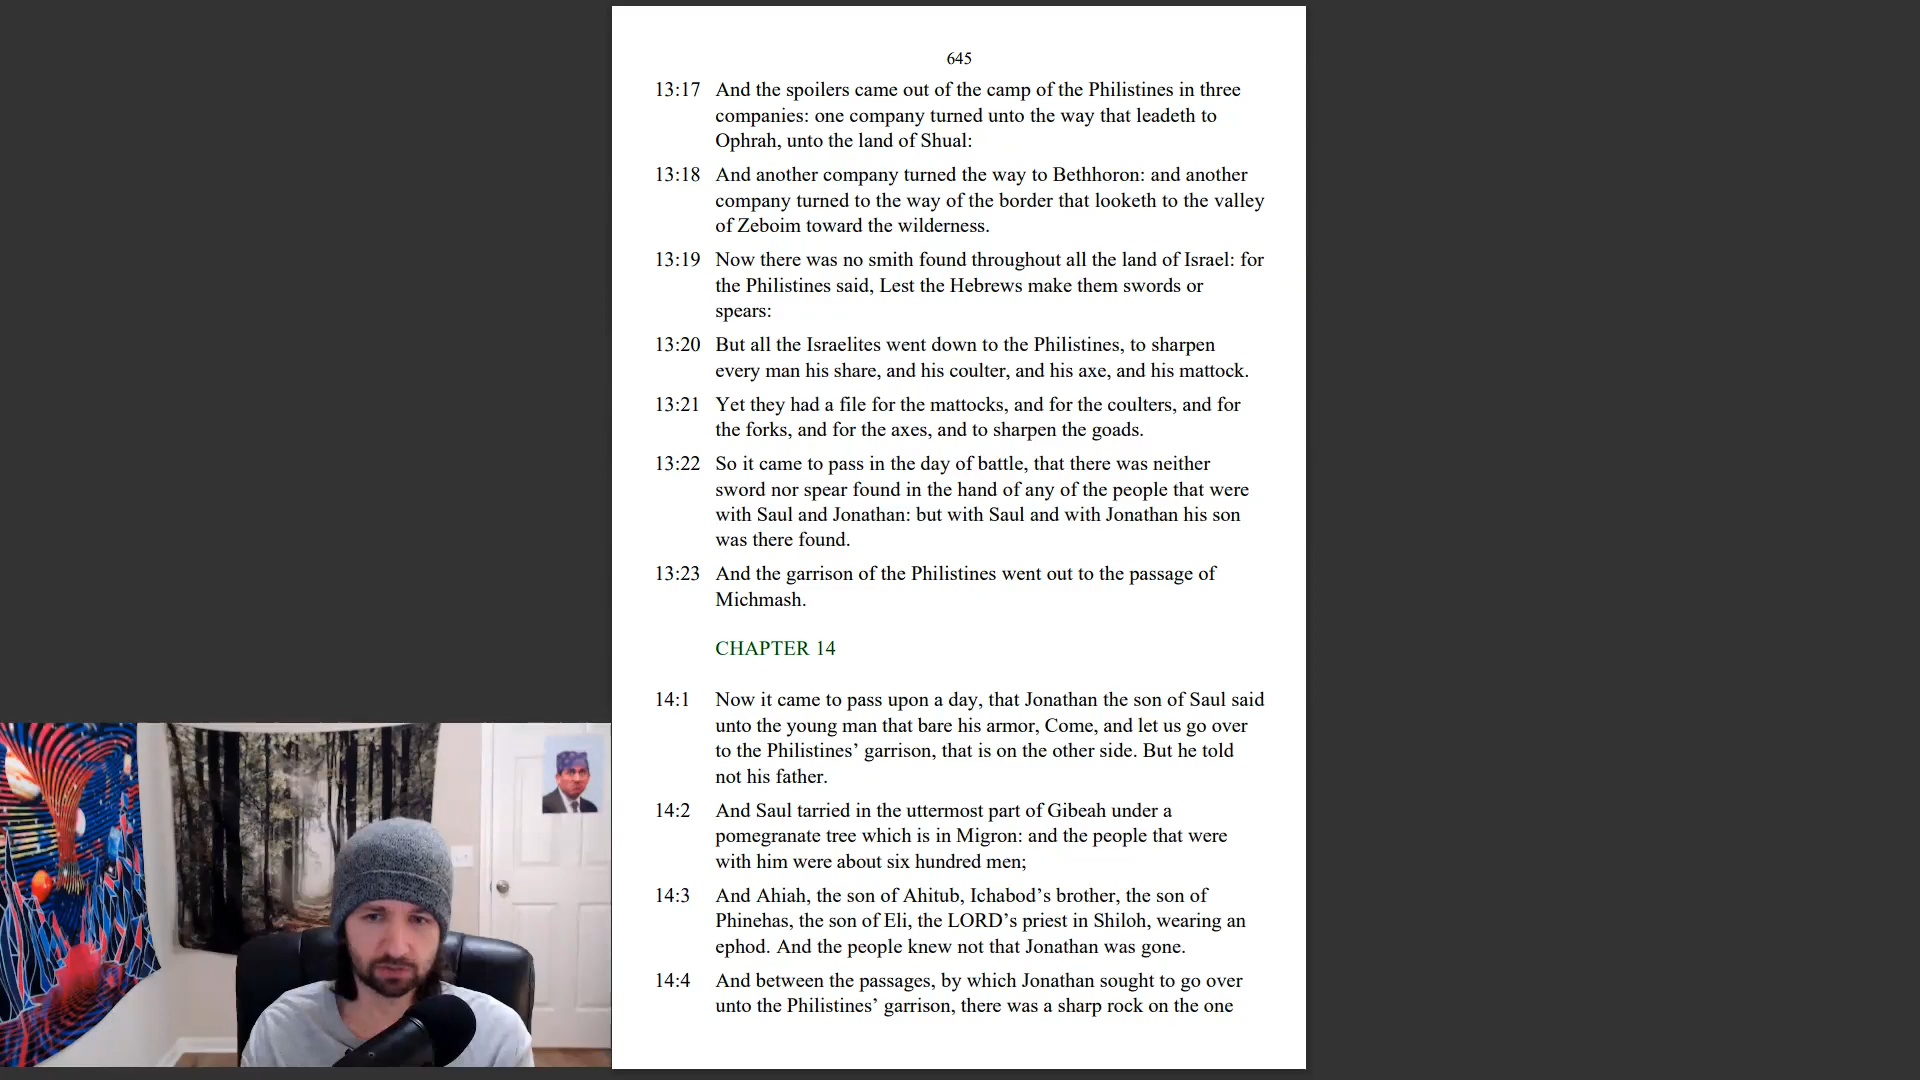 645
13:17 And the spoilers came out of the camp of the Philistines in three
companies: one company turned unto the way that leadeth to
Ophrah, unto the land of Shual:
13:18 And another company turned the way to Bethhoron: and another
company turned to the way of the border that looketh to the valley
of Zeboim toward the wilderness.
13:19 Now there was no smith found throughout all the land of Israel: for
the Philistines said, Lest the Hebrews make them swords or
spears:
13:20 But all the Israelites went down to the Philistines, to sharpen
every man his share, and his coulter, and his axe, and his mattock.
13:21 Yet they had a file for the mattocks, and for the coulters, and for
the forks, and for the axes, and to sharpen the goads.
13:22 So it came to pass in the day of battle, that there was neither
sword nor spear found in the hand of any of the people that were
with Saul and Jonathan: but with Saul and with Jonathan his son
was there found.
13:23 And the garrison of the Philistines went out to the passage of
Michmash.
CHAPTER 14
14:1 Now it came to pass upon a day, that Jonathan the son of Saul said
unto the young man that bare his armor, Come, and let us go over
to the Philistines’ garrison, that is on the other side. But he told
not his father.
14:2 And Saul tarried in the uttermost part of Gibeah under a
pomegranate tree which is in Migron: and the people that were
with him were about six hundred men;
14:3 And Ahiah, the son of Ahitub, Ichabod’s brother, the son of
Phinehas, the son of Eli, the LORD’s priest in Shiloh, wearing an
ephod. And the people knew not that Jonathan was gone.
14:4 And between the passages, by which Jonathan sought to go over
unto the Philistines’ garrison, there was a sharp rock on the one